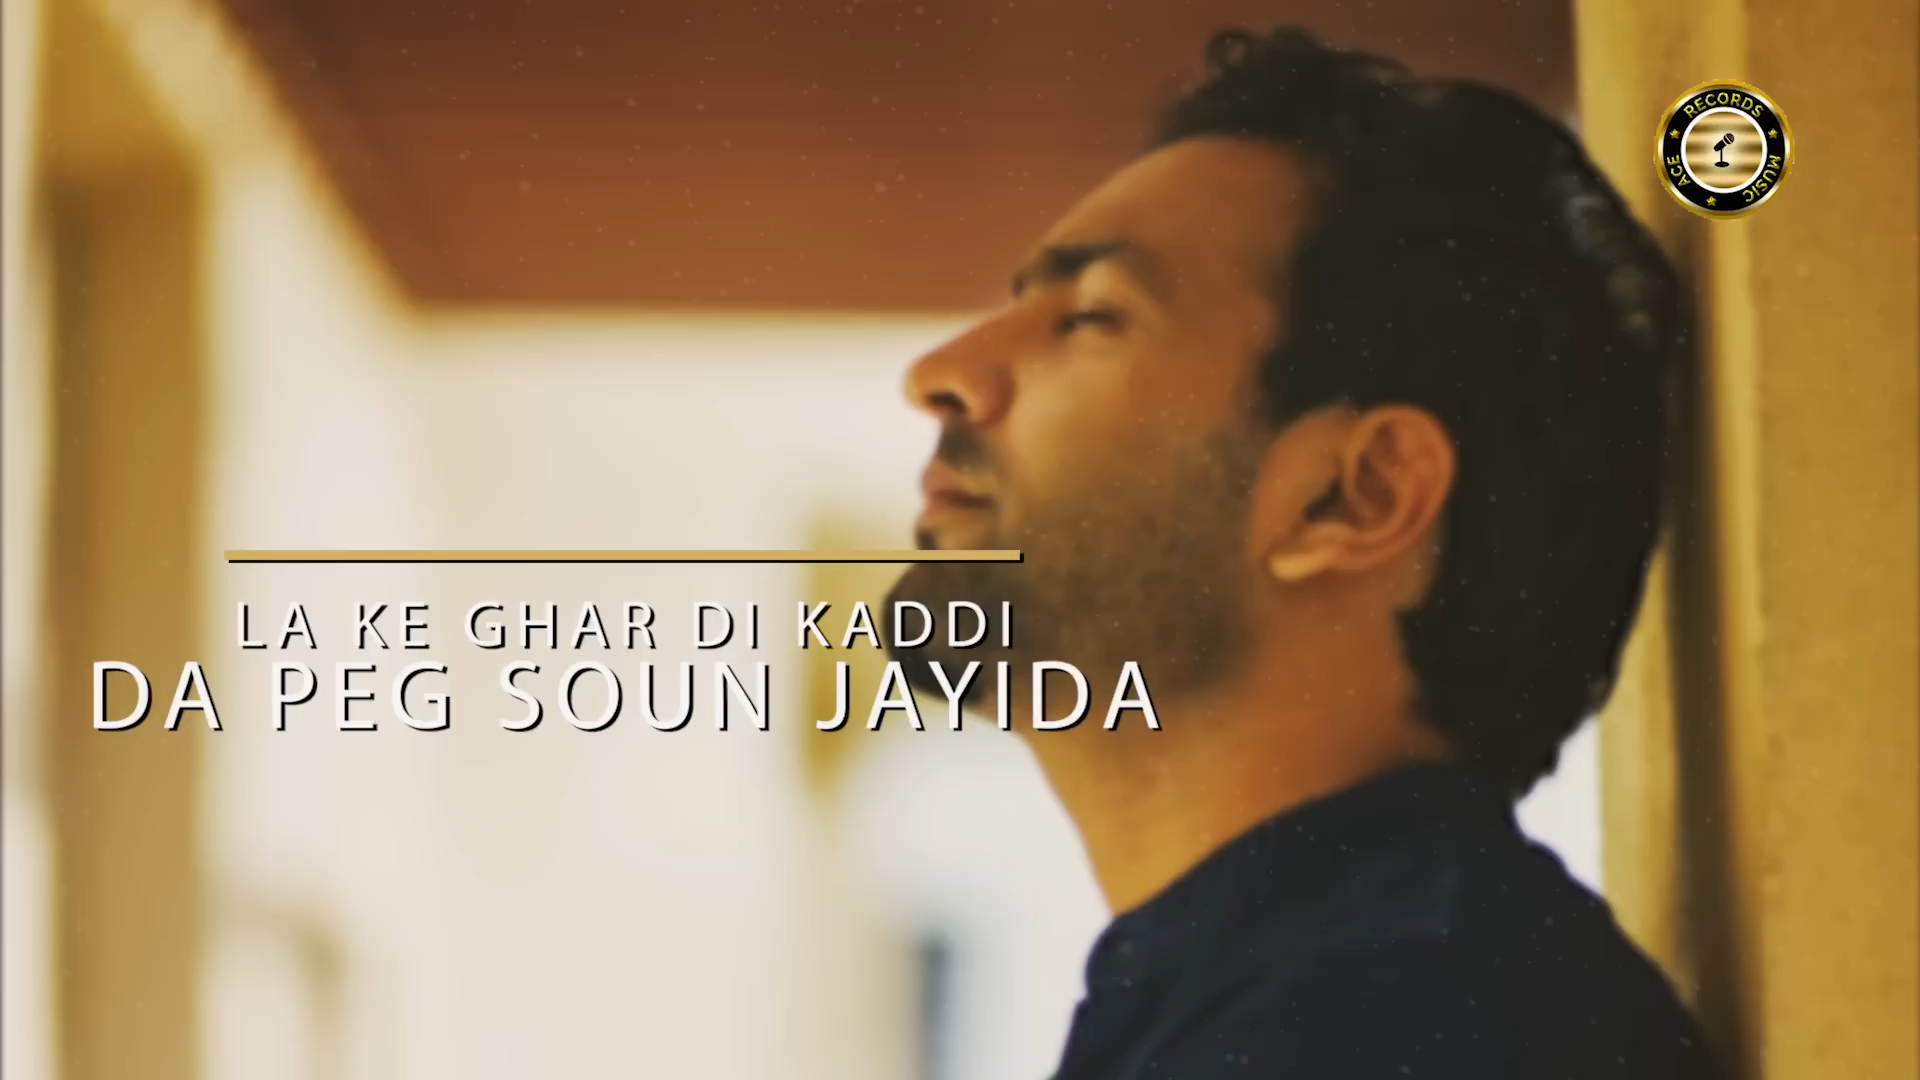 RECORDS
ACE
MUSIC
LA KE GHAR DI KADDI
DA PEG SOUN JAYIDA